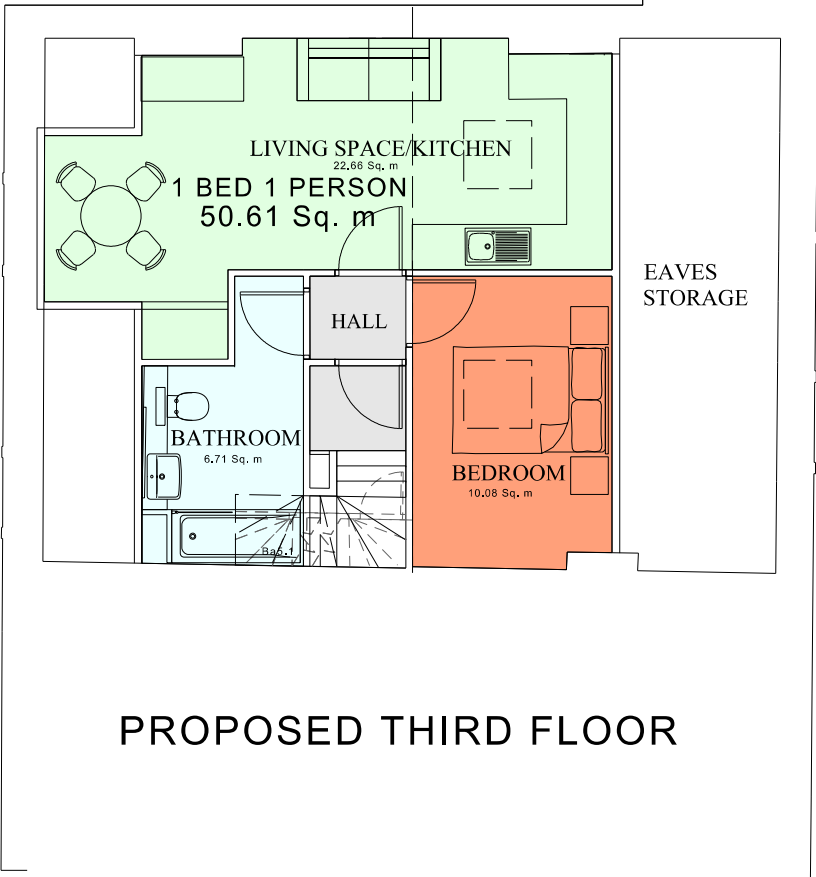 LIVING SPACE/KITCHEN
22.66 Sq. m
1 BED 1 PERSON
50.61 Sq. m
EAVES
STORAGE
HALL
BATHROOM
6.71 Sq. m
BEDROOM
10.08 Sq. m
PROPOSED THIRD FLOOR